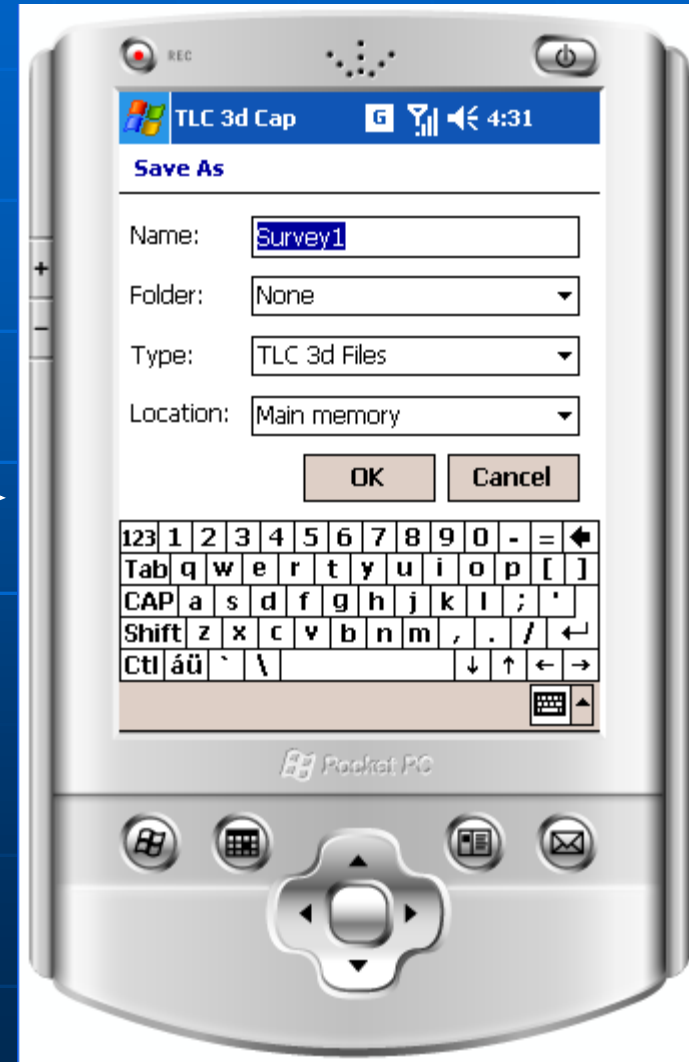 REC
TLC 3d Cap G 4:31
Save As
Name: Survey1
Folder: None
Type: TLC 3d Files
Location: Main memory
OK Cancel
123 1 2 3 4 5 6 7 8 9 0 - =
Tab q w e r t y u i o p [ ]
CAP a s d f g h j k l ; '
Shift z x c v b n m , . /
Ctl áü ` \ ↓ ↑ ← →
Pocket PC
+
-